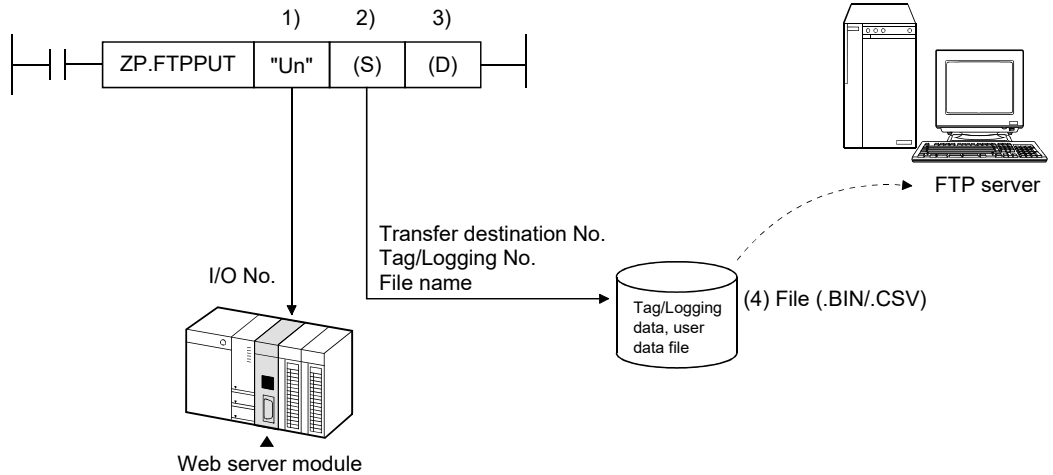 1) 2) 3)
ZP.FTPPUT "Un" (S) (D)
FTP server
Transfer destination No.
Tag/Logging No.
File name
I/O No.
Tag/Logging
data, user
data file
(4) File (.BIN/.CSV)
Web server module